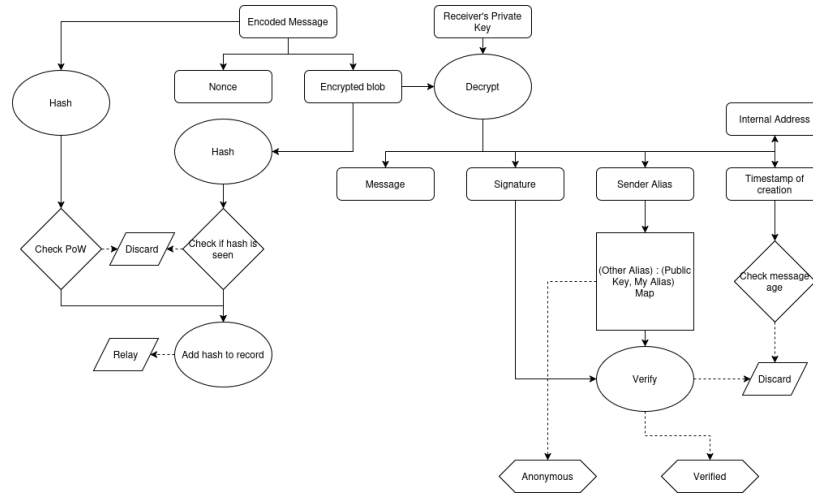 Encoded Message
Receiver's Private
Key
Nonce
Encrypted blob
Decrypt
Hash
Internal Address
Hash
Message
Signature
Sender Alias
Timestamp of
creation
Check PoW
Discard
Check if hash is
seen
(Other Alias) : (Public
Key, My Alias)
Map
Check message
age
Relay
Add hash to record
Verify
Discard
Anonymous
Verified